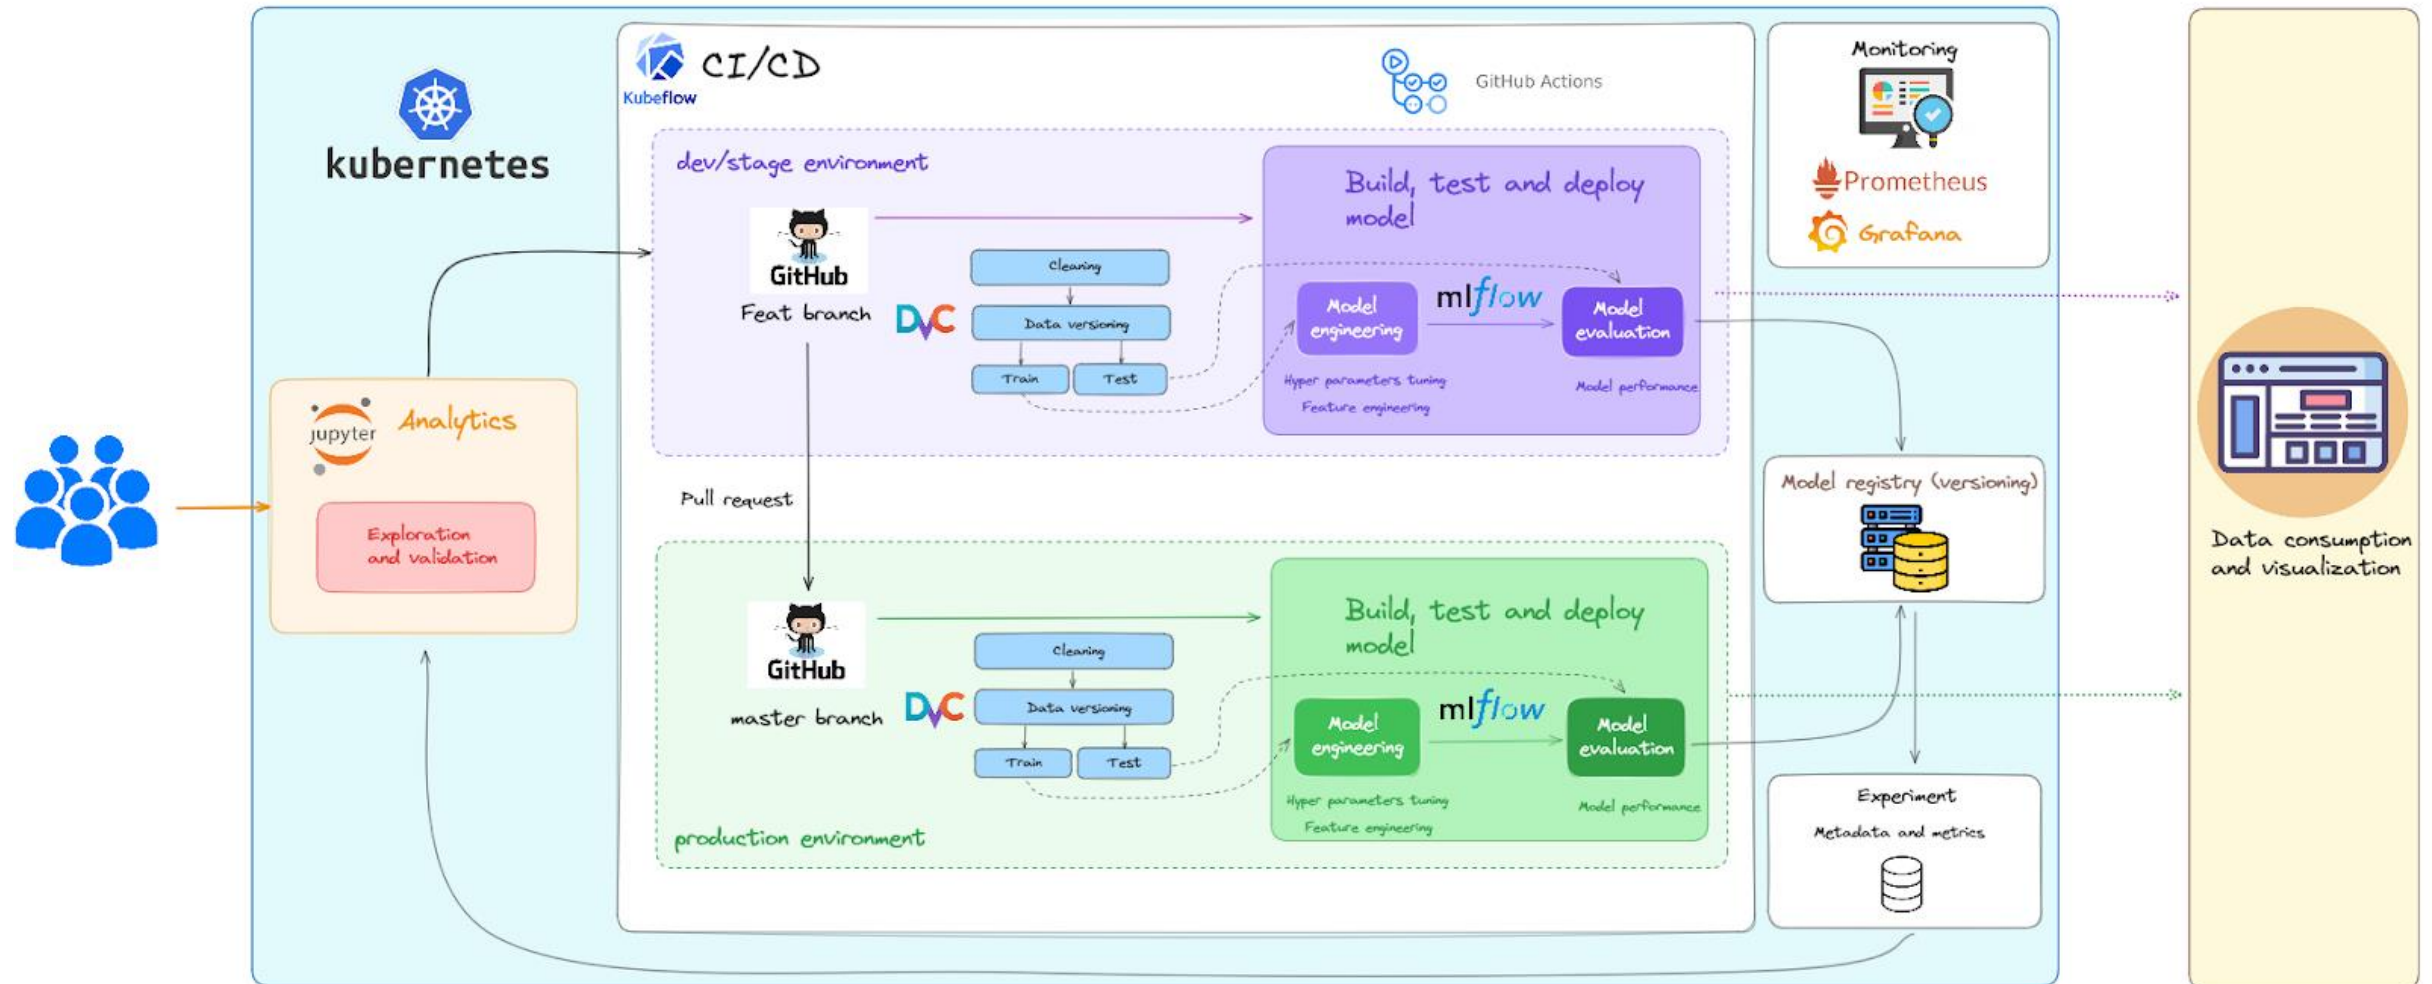 kubernetes
Kubeflow
CI/CD
GitHub Actions
Monitoring
Prometheus
Grafana
dev/stage environment
GitHub
Feat branch
DVC
Cleaning
Data versioning
Train
Test
Build, test and deploy
model
Model
engineering
mlflow
Model
evaluation
Hyper parameters tuning
Feature engineering
Model performance
Jupyter
Analytics
Exploration
and validation
Pull request
Model registry (versioning)
Data consumption
and visualization
GitHub
master branch
DVC
Cleaning
Data versioning
Train
Test
Build, test and deploy
model
Model
engineering
mlflow
Model
evaluation
Hyper parameters tuning
Feature engineering
Model performance
production environment
Experiment
Metadata and metrics